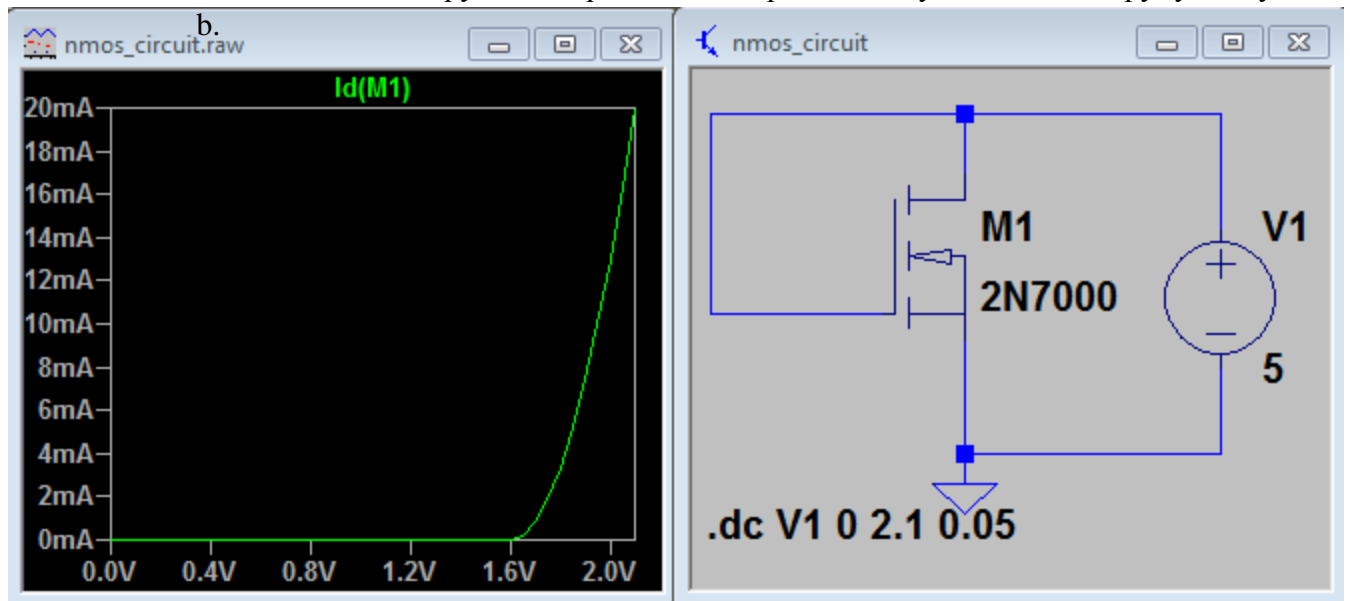 b.
nmos_circuit.raw
Id(M1)
20mA
18mA
16mA
14mA
12mA
10mA
8mA
6mA
4mA
2mA
0mA
0.0V 0.4V 0.8V 1.2V 1.6V 2.0V
nmos_circuit
M1
2N7000
V1
5
.dc V1 0 2.1 0.05